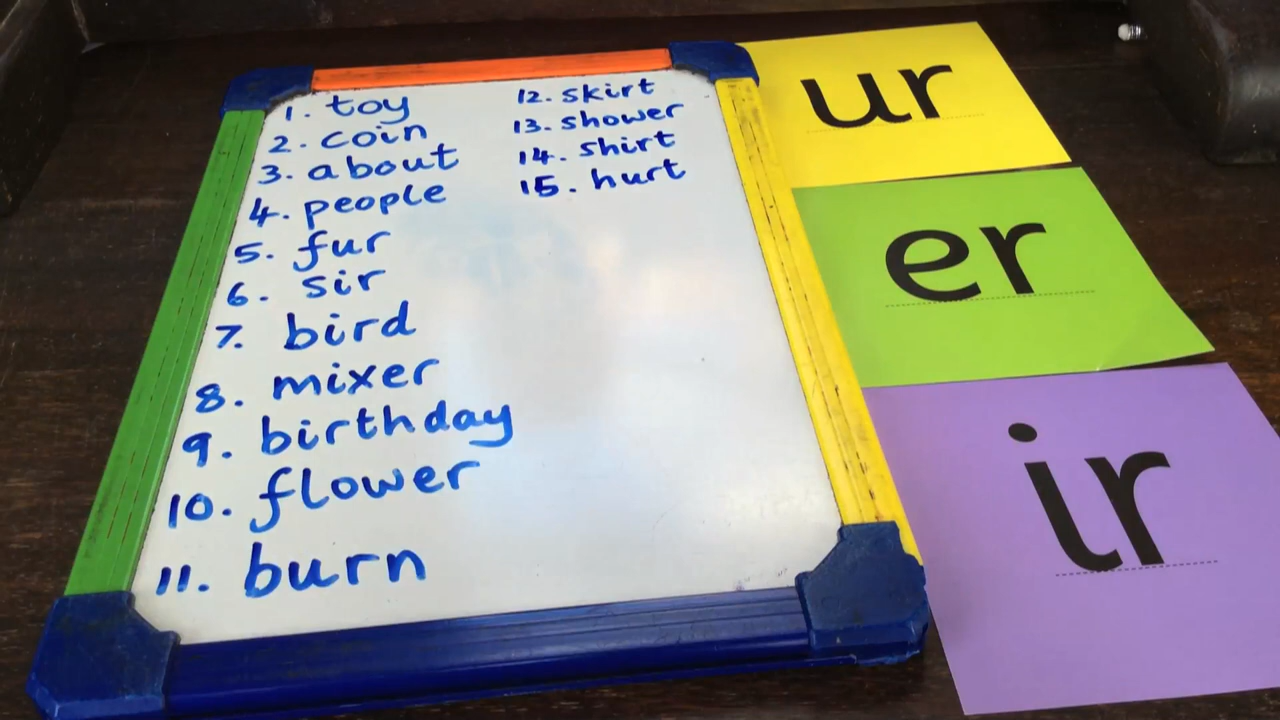 1. toy
2. coin
3. about
4. people
5. fur
6. sir
7. bird
8. mixer
9. birthday
10. flower
11. burn
12. skirt
13. shower
14. shirt
15. hurt
ur
er
ir